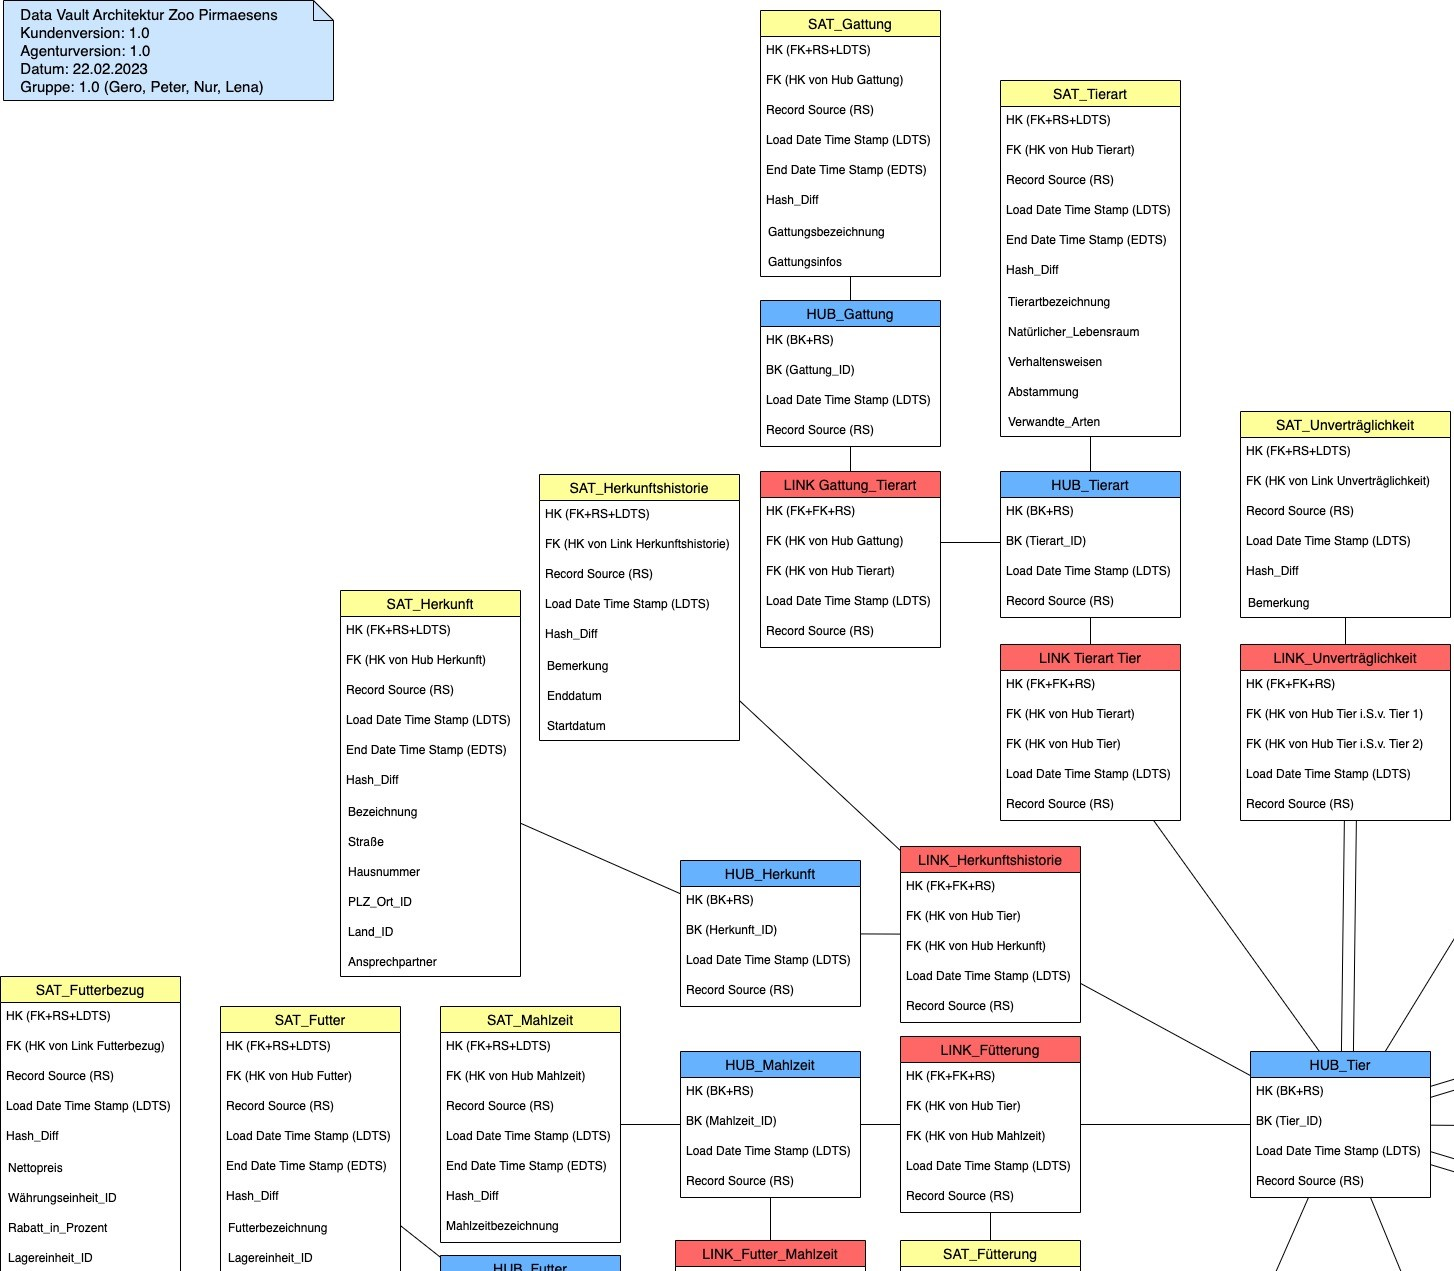 Data Vault Architektur Zoo Pirmaesens
Kundenversion: 1.0
Agenturversion: 1.0
Datum: 22.02.2023
Gruppe: 1.0 (Gero, Peter, Nur, Lena)
SAT_Gattung
HK (FK+RS+LDTS)
FK (HK von Hub Gattung)
Record Source (RS)
Load Date Time Stamp (LDTS)
End Date Time Stamp (EDTS)
Hash_Diff
Gattungsbezeichnung
Gattungsinfos
SAT_Tierart
HK (FK+RS+LDTS)
FK (HK von Hub Tierart)
Record Source (RS)
Load Date Time Stamp (LDTS)
End Date Time Stamp (EDTS)
Hash_Diff
Tierartbezeichnung
Natürlicher_Lebensraum
Verhaltensweisen
Abstammung
Verwandte_Arten
HUB_Gattung
HK (BK+RS)
BK (Gattung_ID)
Load Date Time Stamp (LDTS)
Record Source (RS)
SAT_Unverträglichkeit
HK (FK+RS+LDTS)
FK (HK von Link Unverträglichkeit)
Record Source (RS)
Load Date Time Stamp (LDTS)
Hash_Diff
Bemerkung
SAT_Herkunftshistorie
HK (FK+RS+LDTS)
FK (HK von Link Herkunftshistorie)
Record Source (RS)
Load Date Time Stamp (LDTS)
Hash_Diff
Bemerkung
Enddatum
Startdatum
LINK Gattung_Tierart
HK (FK+FK+RS)
FK (HK von Hub Gattung)
FK (HK von Hub Tierart)
Load Date Time Stamp (LDTS)
Record Source (RS)
HUB_Tierart
HK (BK+RS)
BK (Tierart_ID)
Load Date Time Stamp (LDTS)
Record Source (RS)
SAT_Herkunft
HK (FK+RS+LDTS)
FK (HK von Hub Herkunft)
Record Source (RS)
Load Date Time Stamp (LDTS)
End Date Time Stamp (EDTS)
Hash_Diff
Bezeichnung
Straße
Hausnummer
PLZ_Ort_ID
Land_ID
Ansprechpartner
LINK Tierart Tier
HK (FK+FK+RS)
FK (HK von Hub Tierart)
FK (HK von Hub Tier)
Load Date Time Stamp (LDTS)
Record Source (RS)
LINK_Unverträglichkeit
HK (FK+FK+RS)
FK (HK von Hub Tier i.S.v. Tier 1)
FK (HK von Hub Tier i.S.v. Tier 2)
Load Date Time Stamp (LDTS)
Record Source (RS)
HUB_Herkunft
HK (BK+RS)
BK (Herkunft_ID)
Load Date Time Stamp (LDTS)
Record Source (RS)
LINK_Herkunftshistorie
HK (FK+FK+RS)
FK (HK von Hub Tier)
FK (HK von Hub Herkunft)
Load Date Time Stamp (LDTS)
Record Source (RS)
SAT_Futterbezug
HK (FK+RS+LDTS)
FK (HK von Link Futterbezug)
Record Source (RS)
Load Date Time Stamp (LDTS)
Hash_Diff
Nettopreis
Währungseinheit_ID
Rabatt_in_Prozent
Lagereinheit_ID
SAT_Futter
HK (FK+RS+LDTS)
FK (HK von Hub Futter)
Record Source (RS)
Load Date Time Stamp (LDTS)
End Date Time Stamp (EDTS)
Hash_Diff
Futterbezeichnung
Lagereinheit_ID
SAT_Mahlzeit
HK (FK+RS+LDTS)
FK (HK von Hub Mahlzeit)
Record Source (RS)
Load Date Time Stamp (LDTS)
End Date Time Stamp (EDTS)
Hash_Diff
Mahlzeitbezeichnung
HUB_Mahlzeit
HK (BK+RS)
BK (Mahlzeit_ID)
Load Date Time Stamp (LDTS)
Record Source (RS)
LINK_Fütterung
HK (FK+FK+RS)
FK (HK von Hub Tier)
FK (HK von Hub Mahlzeit)
Load Date Time Stamp (LDTS)
Record Source (RS)
HUB_Tier
HK (BK+RS)
BK (Tier_ID)
Load Date Time Stamp (LDTS)
Record Source (RS)
HUB_Futter
LINK_Futter_Mahlzeit
SAT_Fütterung